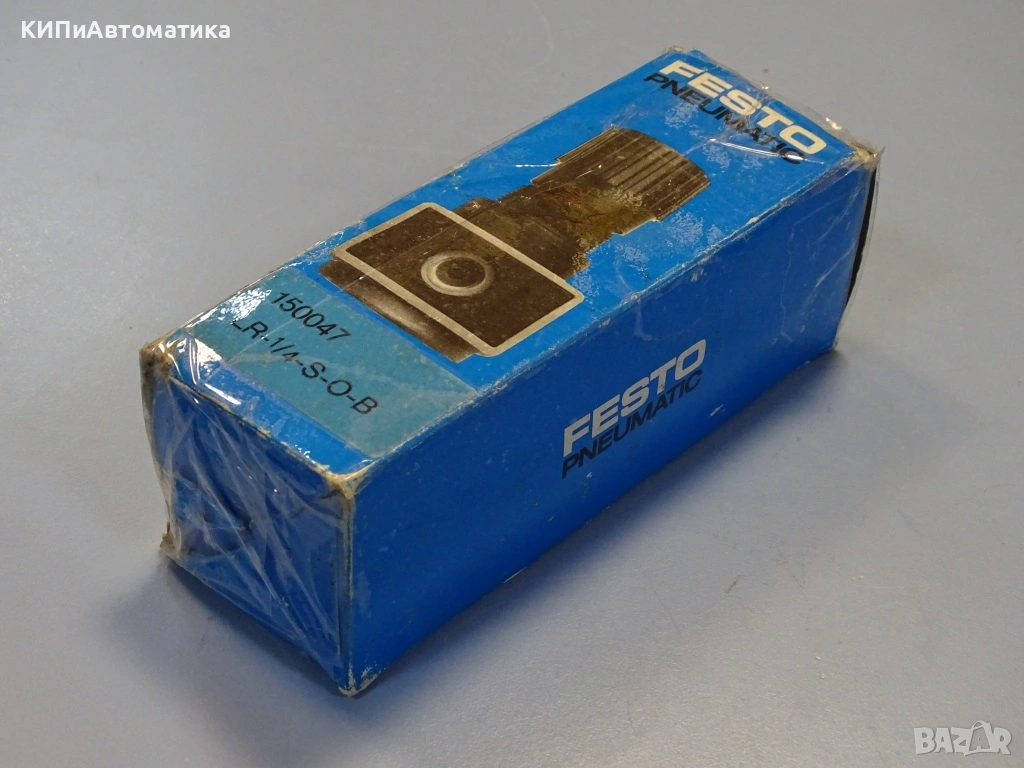 КИПиАвтоматика
FESTO
PNEUMATIC
150047
LR-1/4-S-O-B
FESTO
PNEUMATIC
BAZAR